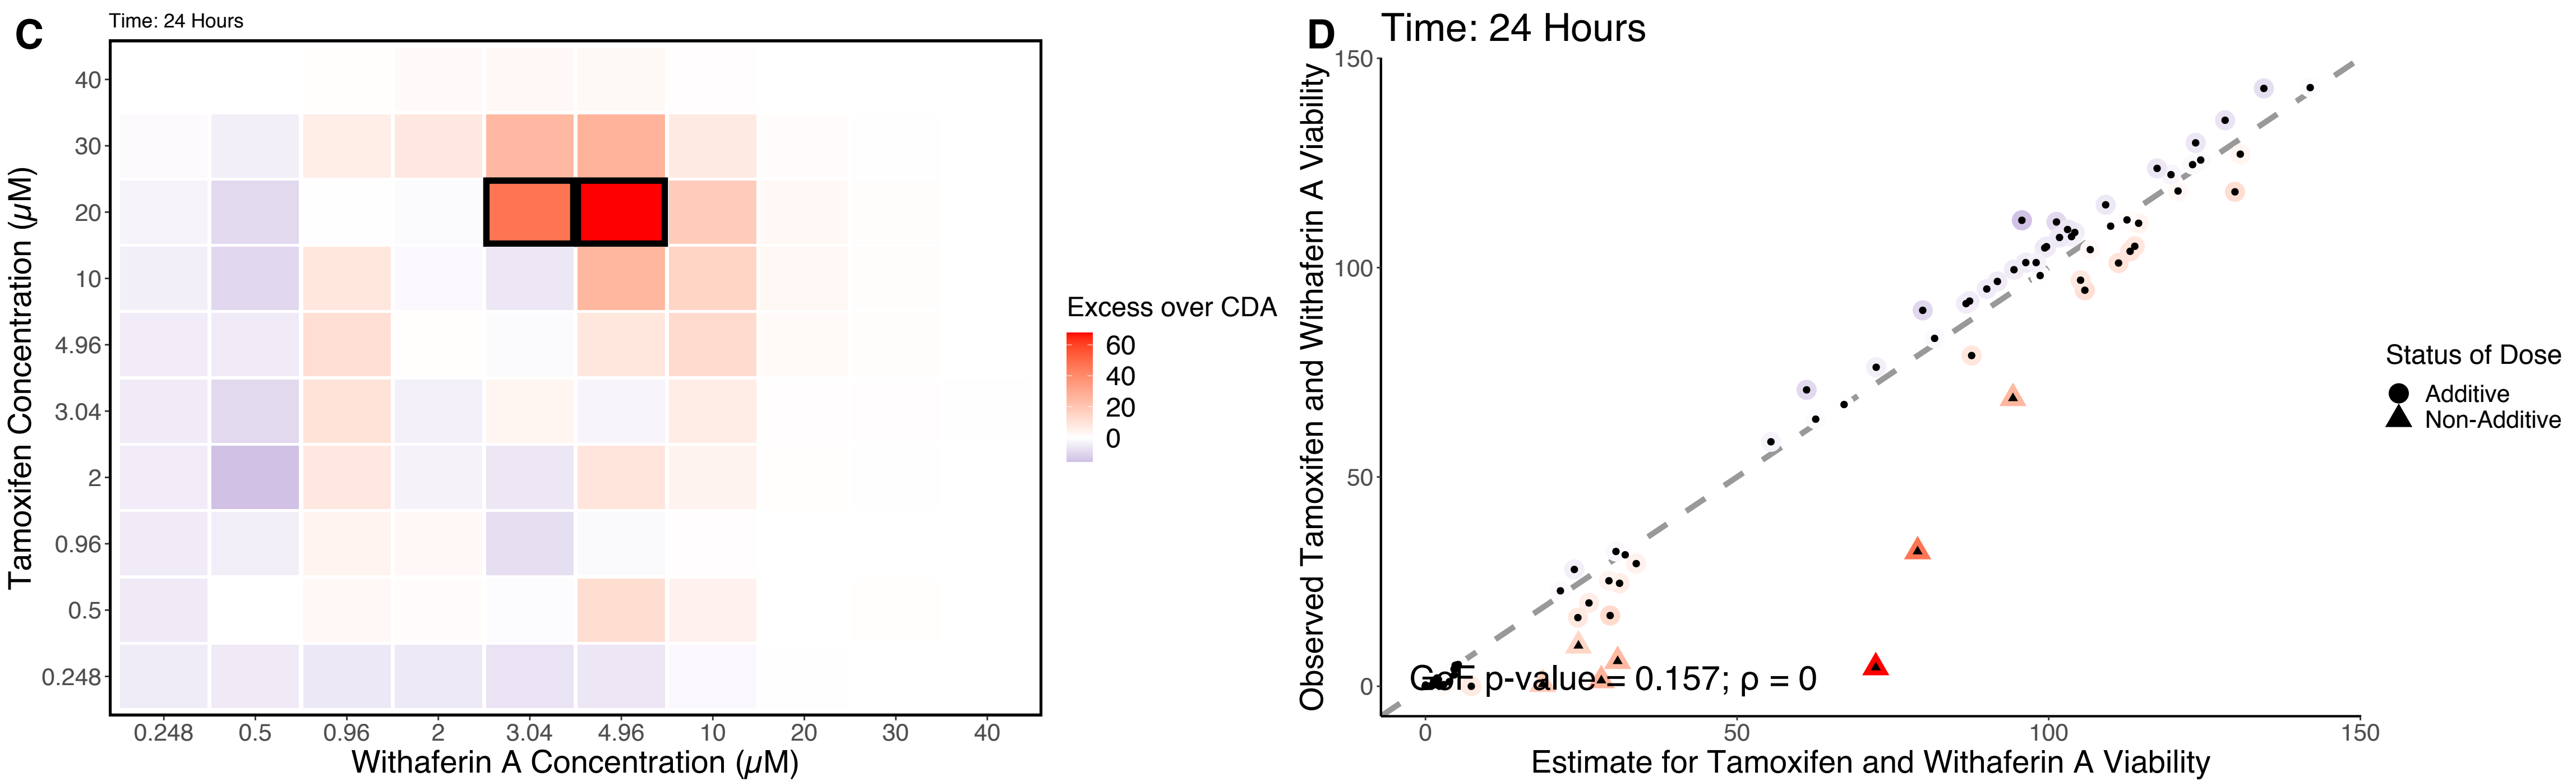 C
Time: 24 Hours
Tamoxifen Concentration (µM)
40
30
20
10
4.96
3.04
2
0.96
0.5
0.248
0.248 0.5 0.96 2 3.04 4.96 10 20 30 40
Withaferin A Concentration (µM)
Excess over CDA
60
40
20
0
D
Time: 24 Hours
Observed Tamoxifen and Withaferin A Viability
150
100
50
0
GoF p-value = 0.157; ρ = 0
0 50 100 150
Estimate for Tamoxifen and Withaferin A Viability
Status of Dose
Additive
Non-Additive